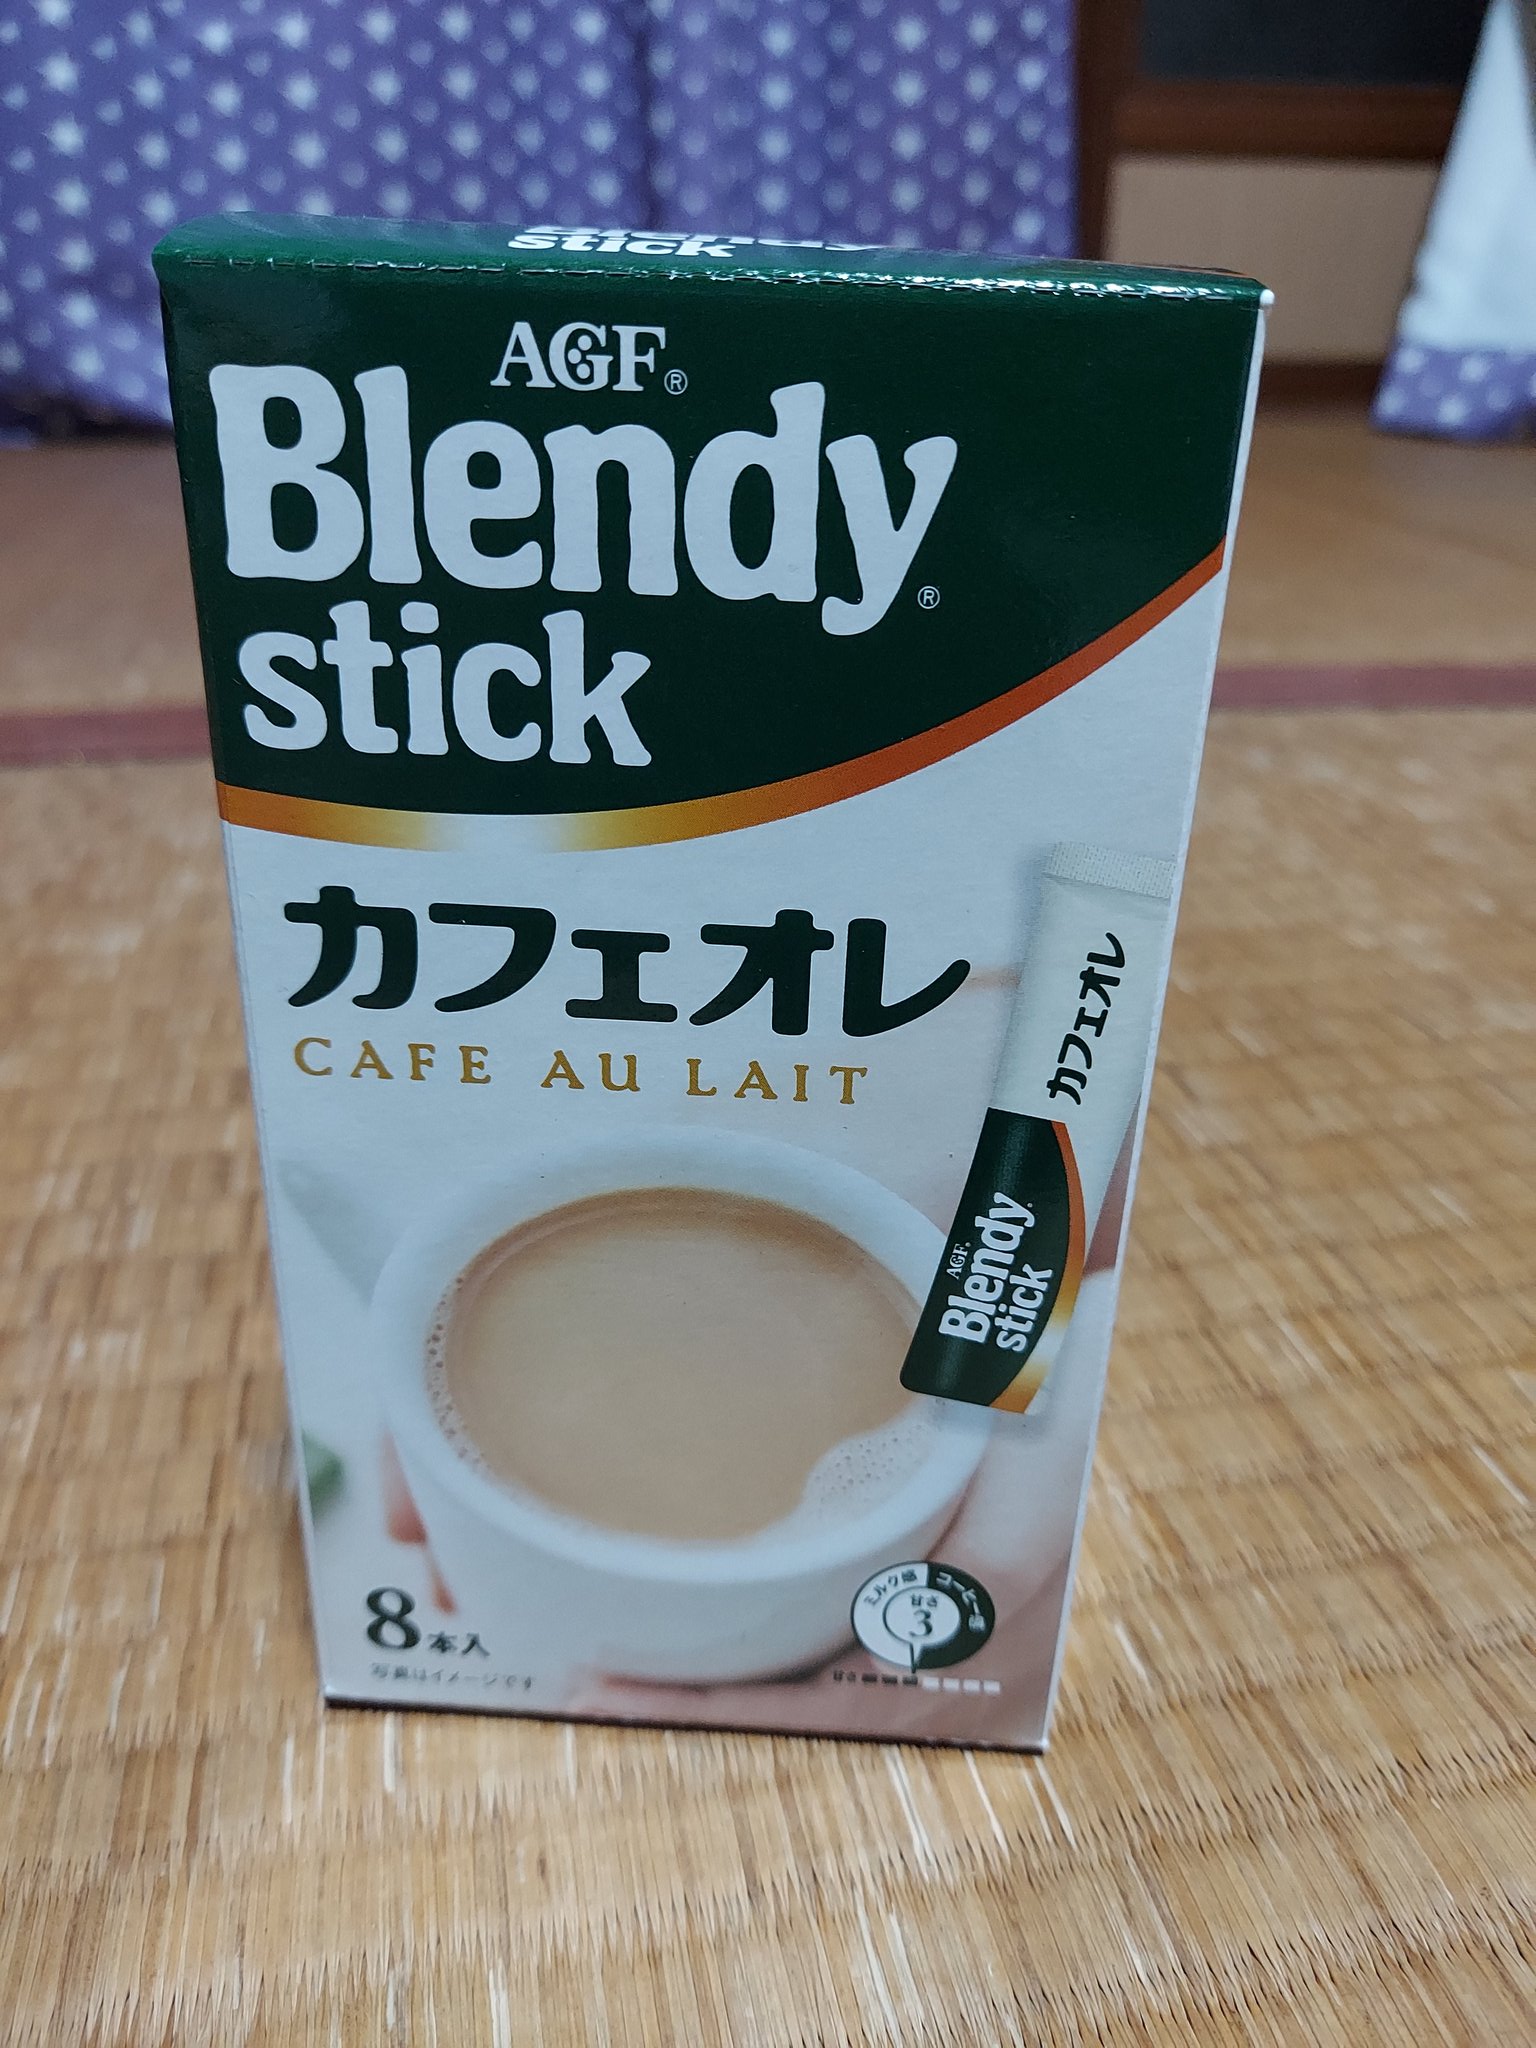 Blendy
stick
AGF®
Blendy®
stick
カフェオレ
CAFE AU LAIT
カフェオレ
AGF®
Blendy
stick
ミルク感
コーヒー感
甘さ
3
8本入
甘さ
写真はイメージです